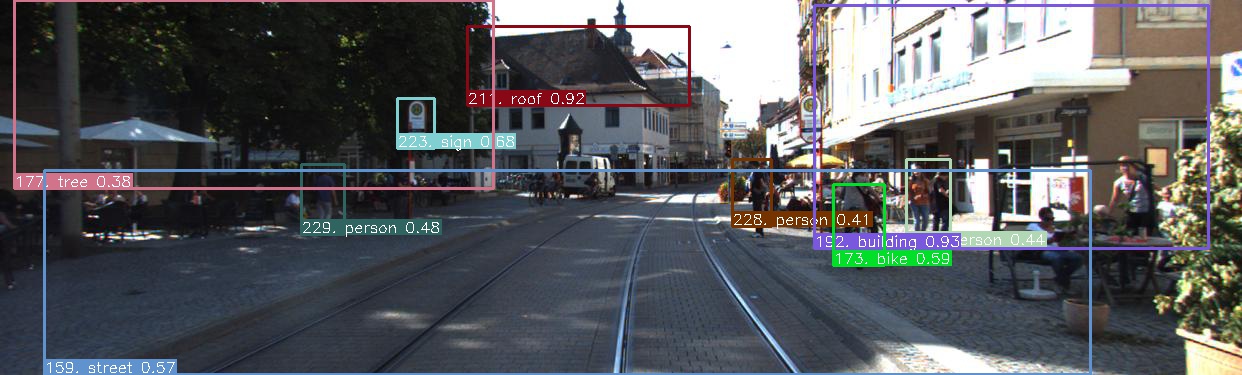 211. roof 0.92
223. sign 0.68
177. tree 0.38
229. person 0.48
228. person 0.41
192. building 0.93
erson 0.44
173. bike 0.59
159. street 0.57